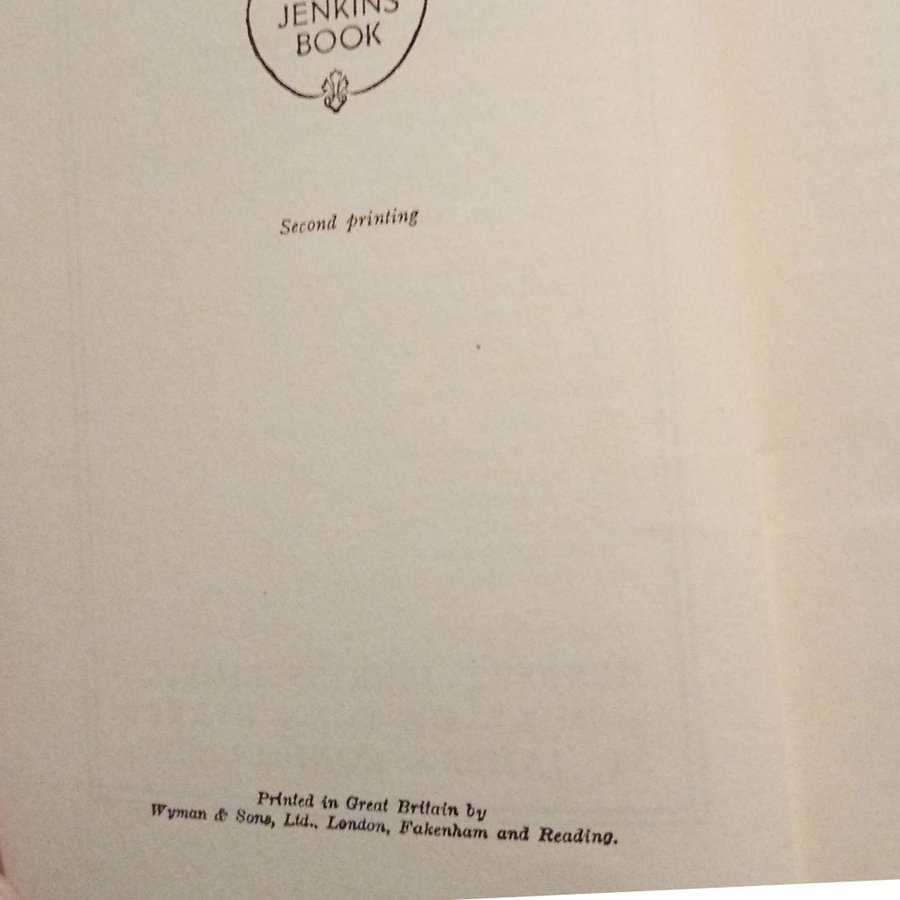 JENKINS
BOOK
Second printing
Printed in Great Britain by
Wyman & Sons, Ltd., London, Fakenham and Reading.